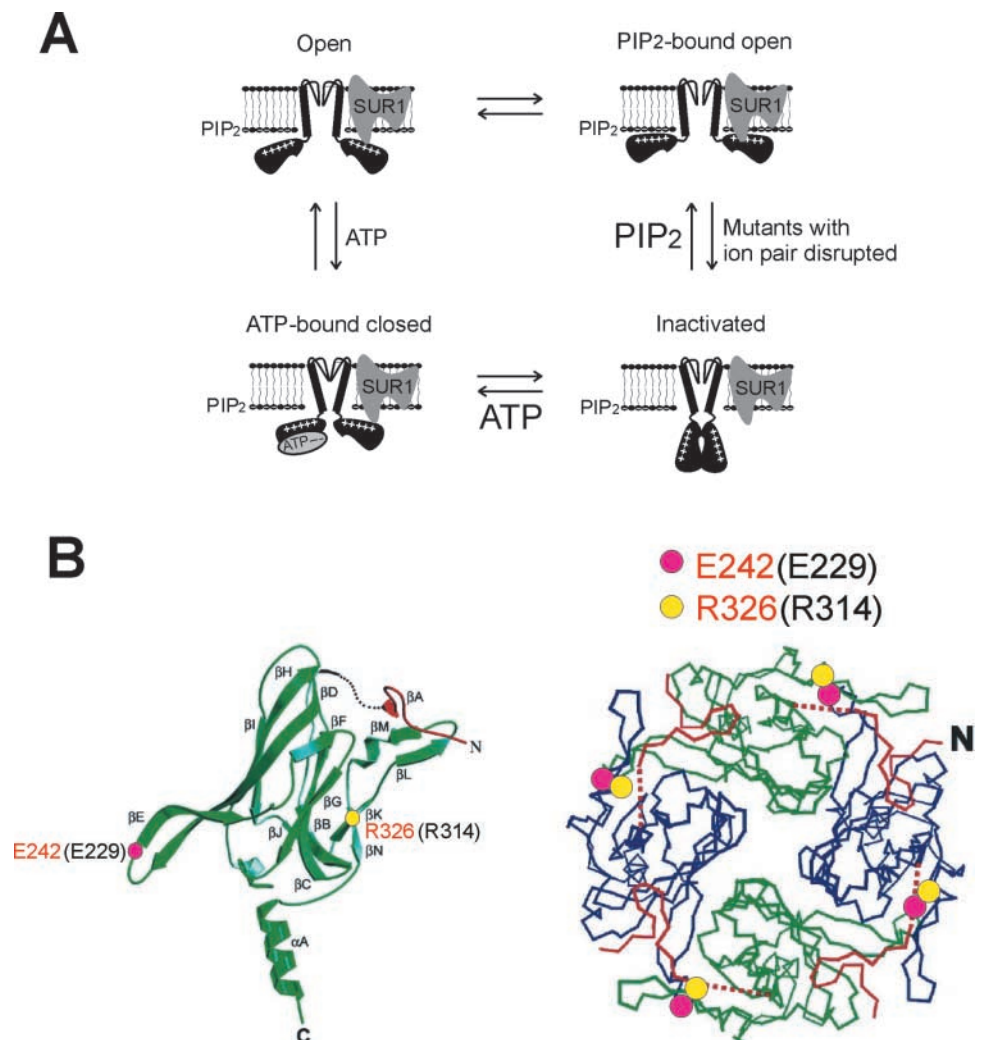 A
Open
PIP2-bound open
SUR1
SUR1
PIP2
PIP2
ATP
PIP2
Mutants with
ion pair disrupted
ATP-bound closed
Inactivated
SUR1
SUR1
PIP2
PIP2
ATP--
ATP
B
E242(E229)
R326(R314)
βH
βD
βA
βI
βF
βM
N
βL
βG
βE
βK
βJ
βB
R326(R314)
E242(E229)
βN
βC
αA
C
N